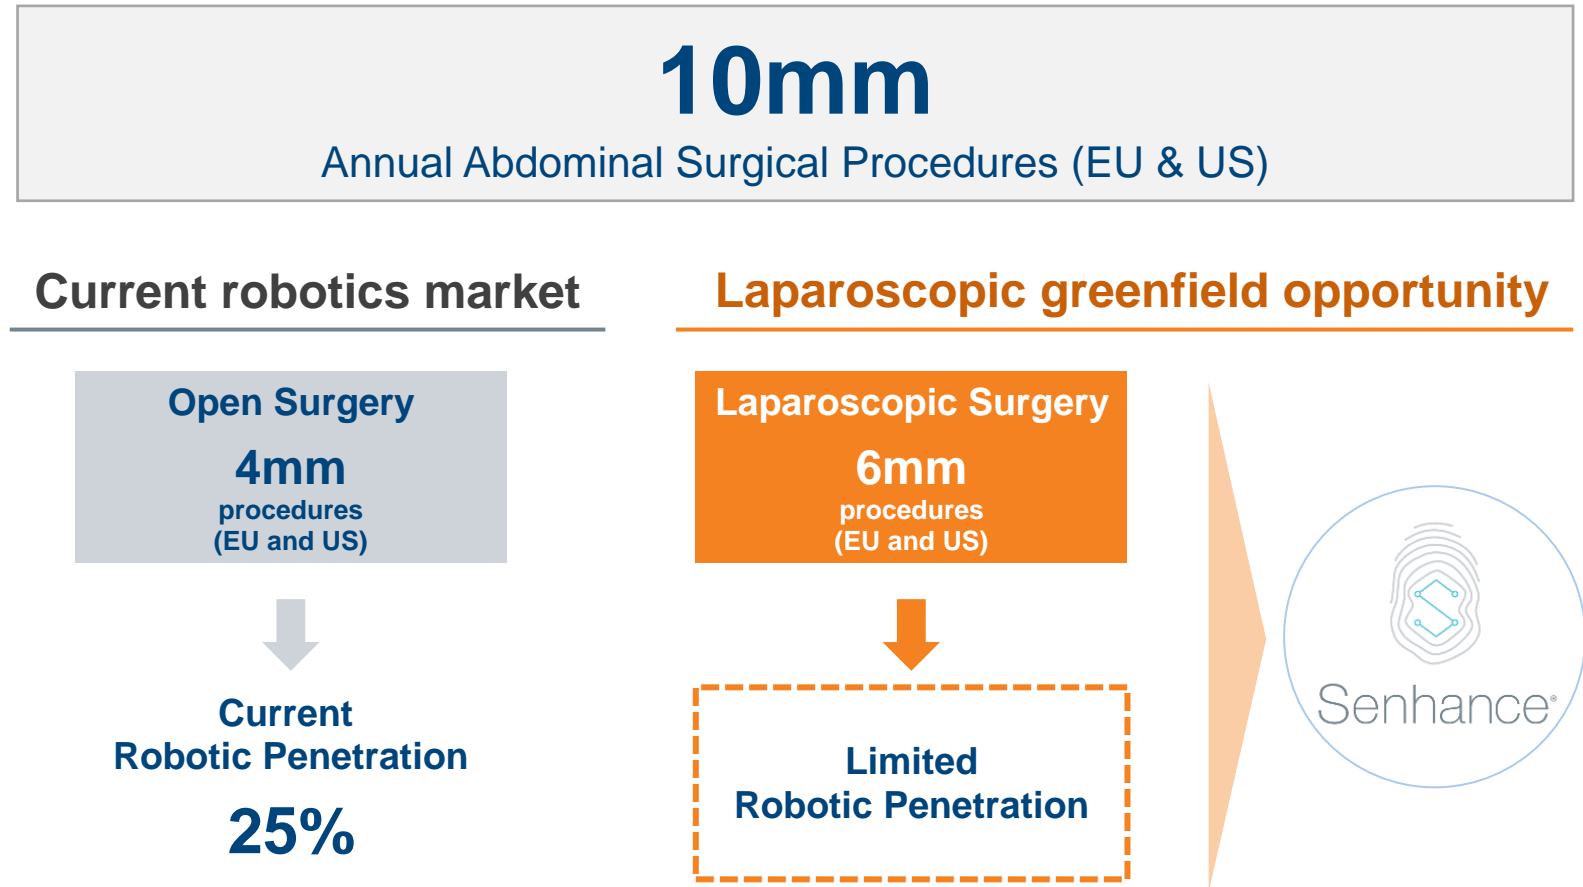 10mm
Annual Abdominal Surgical Procedures (EU & US)
Current robotics market
Laparoscopic greenfield opportunity
Open Surgery
4mm
procedures
(EU and US)
Laparoscopic Surgery
6mm
procedures
(EU and US)
Current
Robotic Penetration
25%
Limited
Robotic Penetration
Senhance®